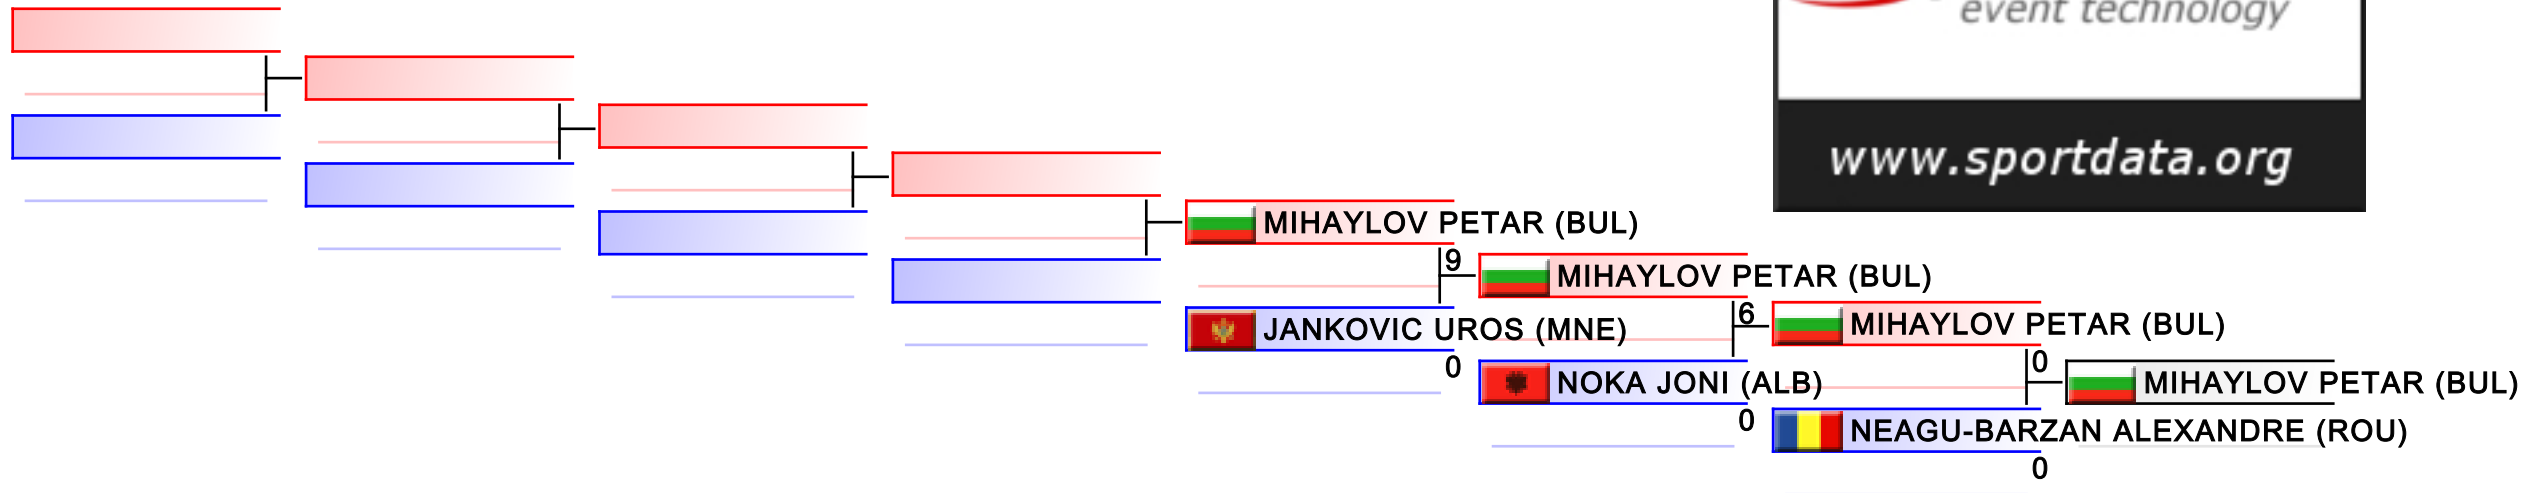 event technology
www.sportdata.org
MIHAYLOV PETAR (BUL)
9
MIHAYLOV PETAR (BUL)
JANKOVIC UROS (MNE)
0
6
MIHAYLOV PETAR (BUL)
NOKA JONI (ALB)
0
0
MIHAYLOV PETAR (BUL)
NEAGU-BARZAN ALEXANDRE (ROU)
0